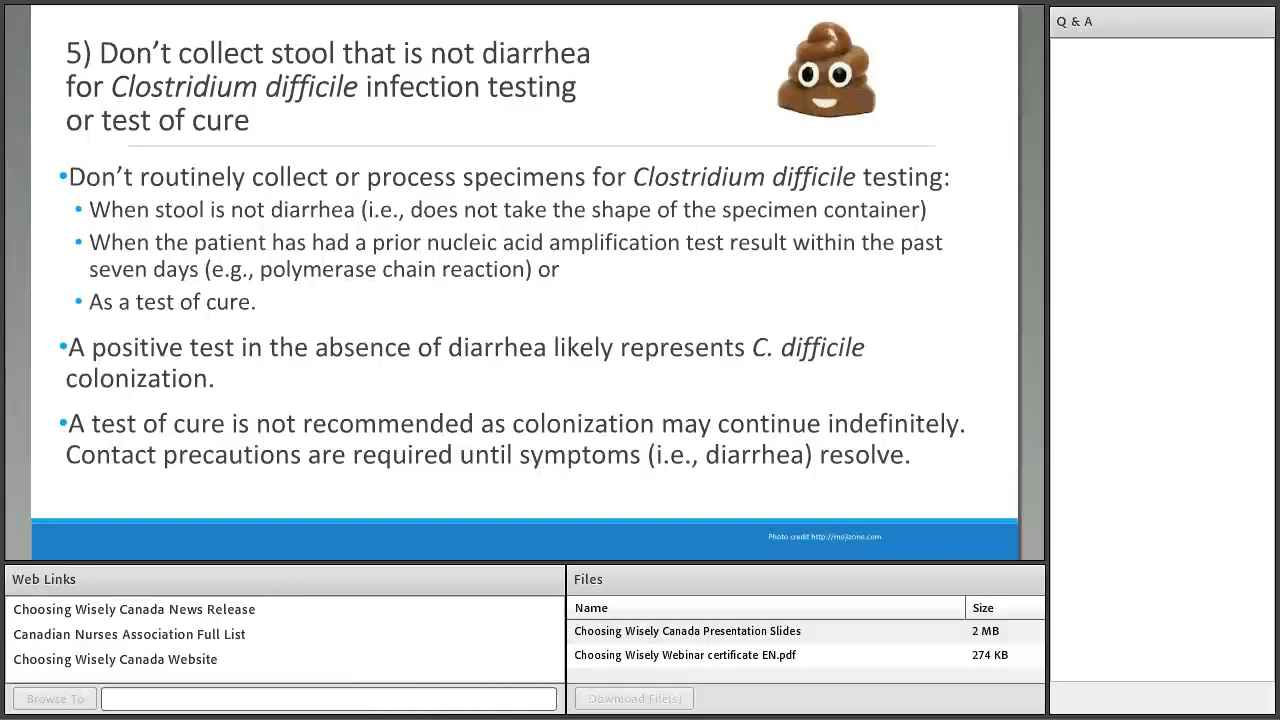 5) Don’t collect stool that is not diarrhea
for Clostridium difficile infection testing
or test of cure
•Don’t routinely collect or process specimens for Clostridium difficile testing:
• When stool is not diarrhea (i.e., does not take the shape of the specimen container)
• When the patient has had a prior nucleic acid amplification test result within the past
seven days (e.g., polymerase chain reaction) or
• As a test of cure.
•A positive test in the absence of diarrhea likely represents C. difficile
colonization.
•A test of cure is not recommended as colonization may continue indefinitely.
Contact precautions are required until symptoms (i.e., diarrhea) resolve.
Photo credit http://mojizone.com
Q & A
Web Links
Choosing Wisely Canada News Release
Canadian Nurses Association Full List
Choosing Wisely Canada Website
Browse To
Files
Name Size
Choosing Wisely Canada Presentation Slides 2 MB
Choosing Wisely Webinar certificate EN.pdf 274 KB
Download File(s)